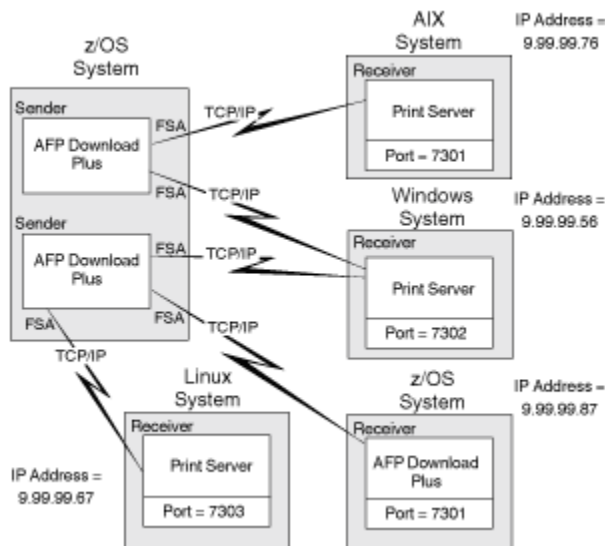 z/OS
System
Sender
AFP Download
Plus
FSA
FSA
Sender
AFP Download
Plus
FSA
FSA
FSA
TCP/IP
TCP/IP
TCP/IP
TCP/IP
TCP/IP
AIX
System
IP Address =
9.99.99.76
Receiver
Print Server
Port = 7301
Windows
System
IP Address =
9.99.99.56
Receiver
Print Server
Port = 7302
z/OS
System
IP Address =
9.99.99.87
Receiver
AFP Download
Plus
Port = 7301
Linux
System
Receiver
Print Server
Port = 7303
IP Address =
9.99.99.67